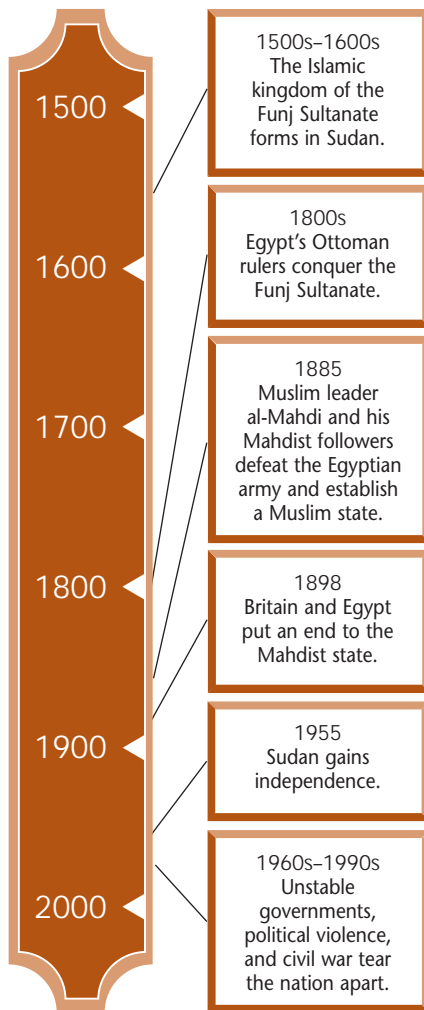 1500
1600
1700
1800
1900
2000
1500s–1600s
The Islamic
kingdom of the
Funj Sultanate
forms in Sudan.
1800s
Egypt’s Ottoman
rulers conquer the
Funj Sultanate.
1885
Muslim leader
al-Mahdi and his
Mahdist followers
defeat the Egyptian
army and establish
a Muslim state.
1898
Britain and Egypt
put an end to the
Mahdist state.
1955
Sudan gains
independence.
1960s–1990s
Unstable
governments,
political violence,
and civil war tear
the nation apart.